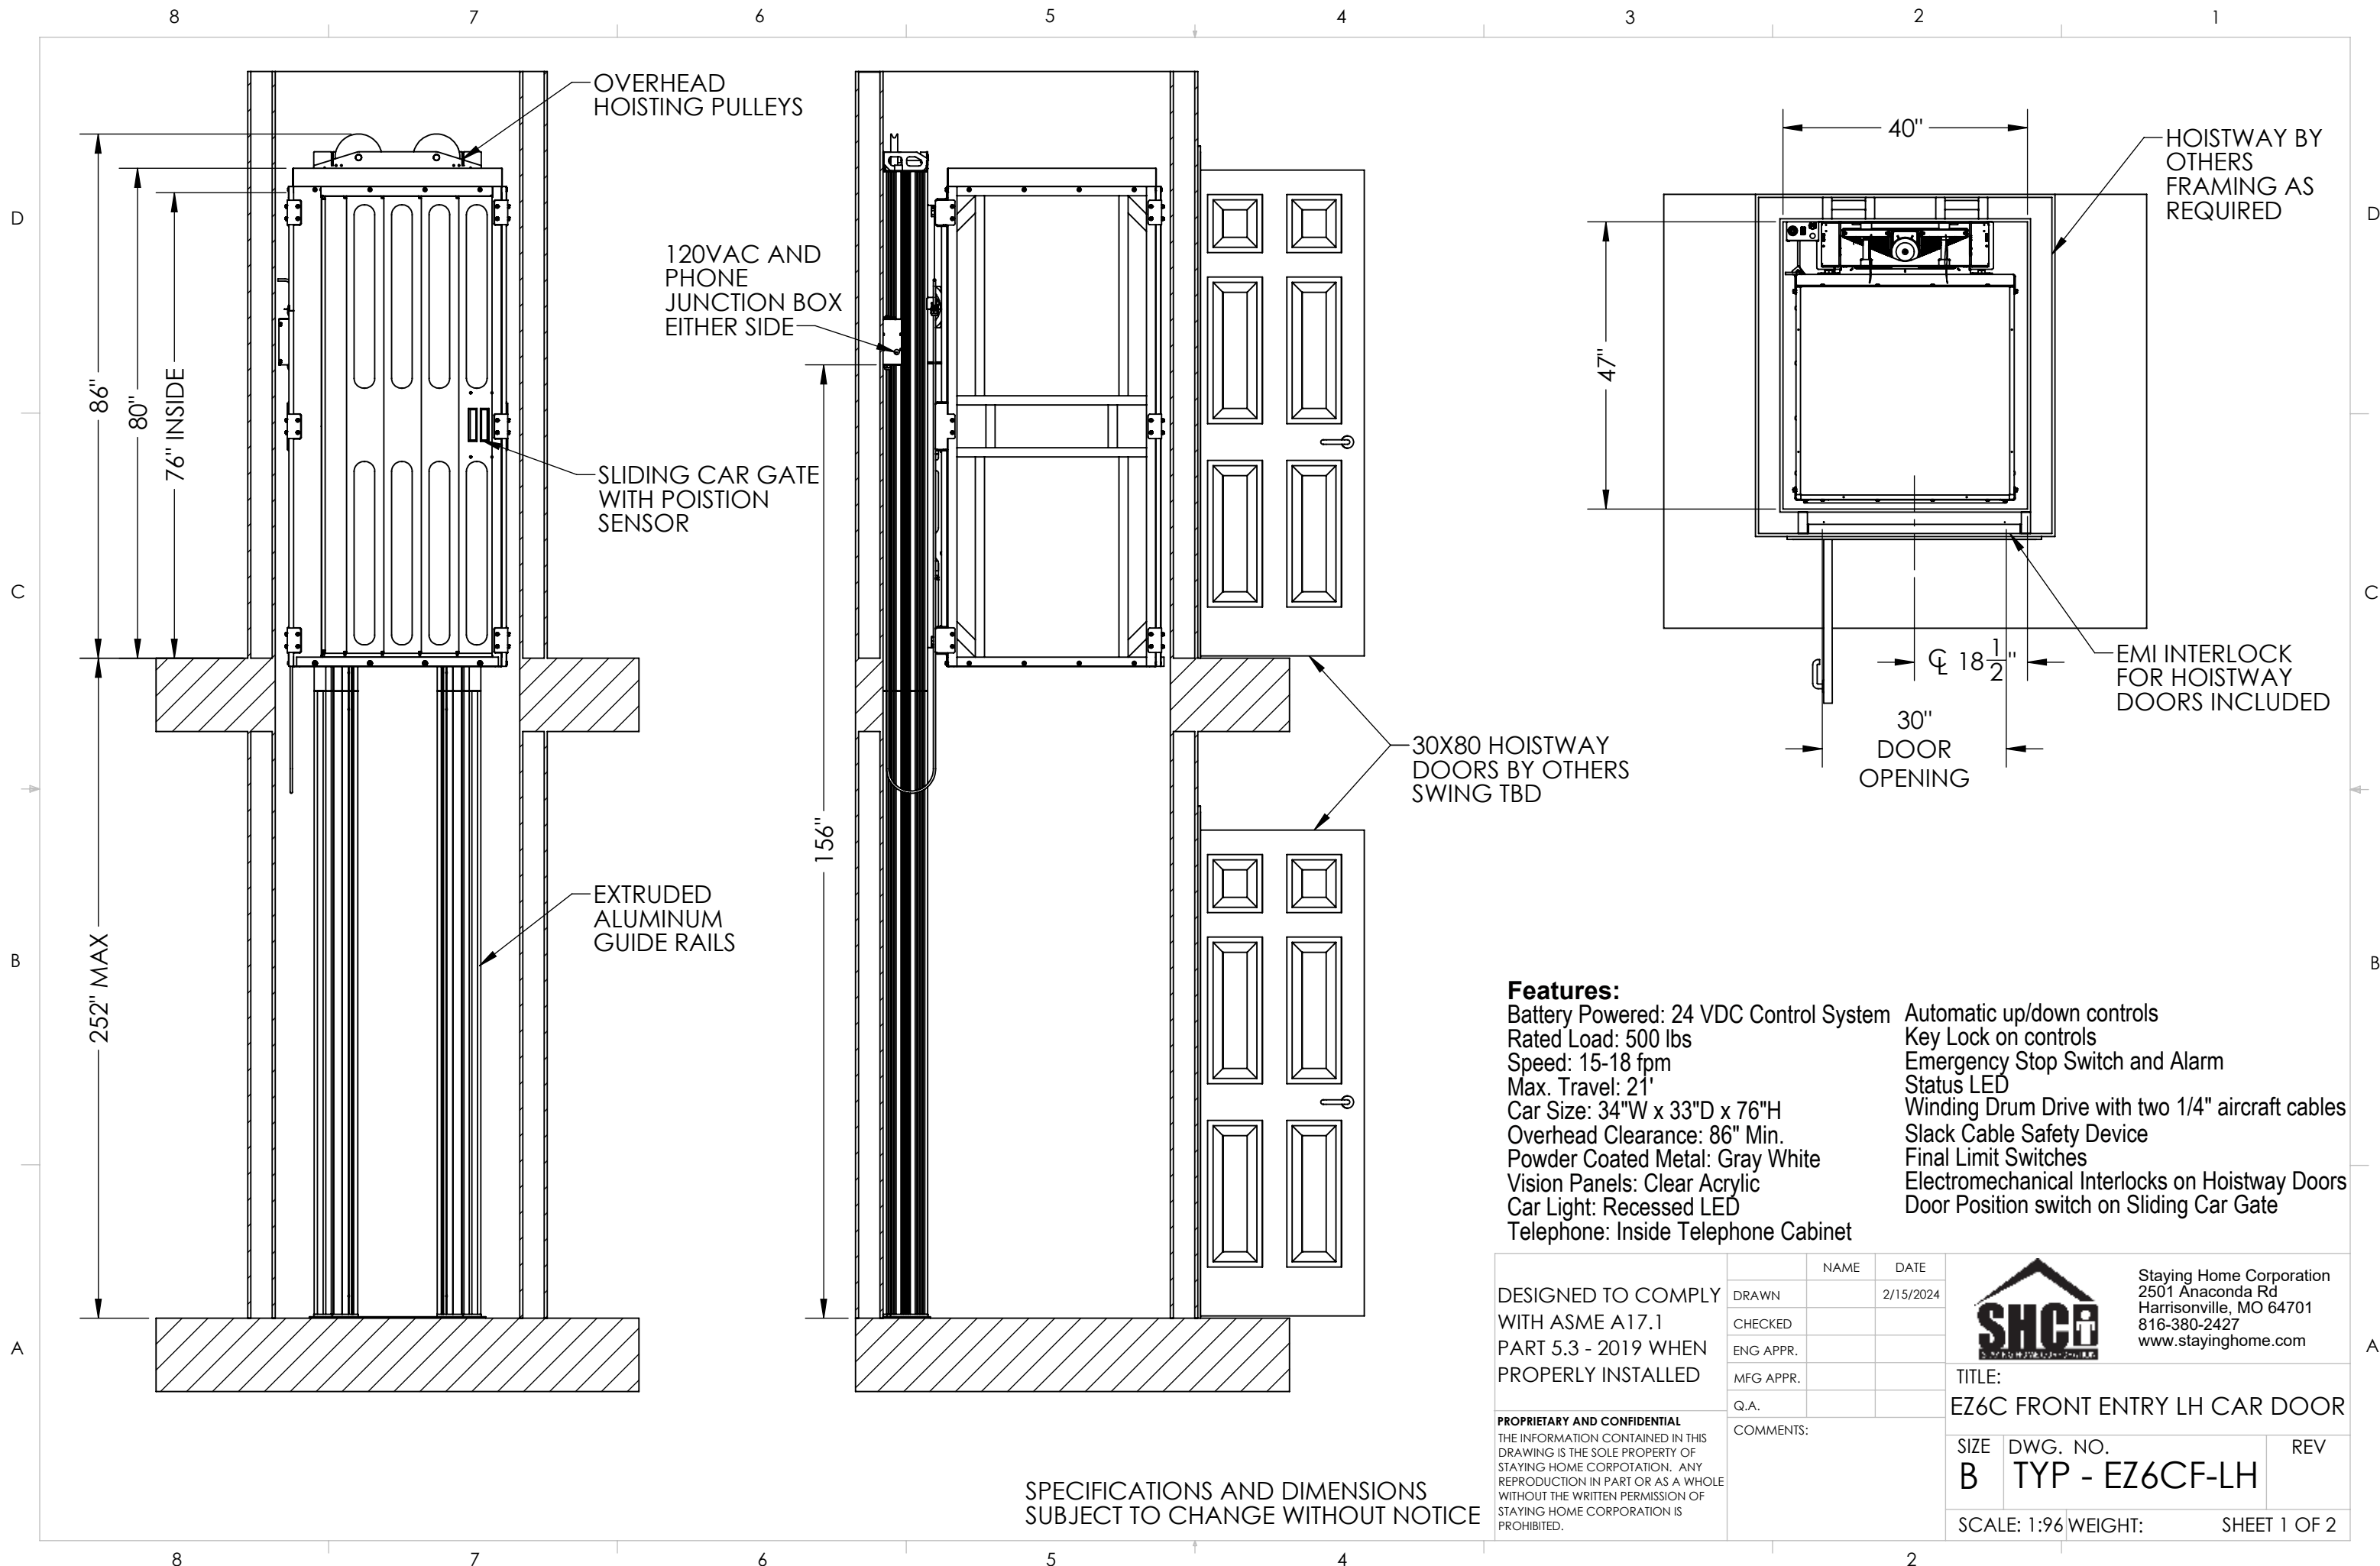 8 7 6 5 4 3 2 1
D
D
C
C
B
B
A
A
OVERHEAD
HOISTING PULLEYS
86"
80"
76" INSIDE
SLIDING CAR GATE
WITH POISTION
SENSOR
252" MAX
EXTRUDED
ALUMINUM
GUIDE RAILS
120VAC AND
PHONE
JUNCTION BOX
EITHER SIDE
156"
30X80 HOISTWAY
DOORS BY OTHERS
SWING TBD
40"
HOISTWAY BY
OTHERS
FRAMING AS
REQUIRED
47"
℄ 18 1/2"
EMI INTERLOCK
FOR HOISTWAY
DOORS INCLUDED
30"
DOOR
OPENING
Features:
Battery Powered: 24 VDC Control System
Rated Load: 500 lbs
Speed: 15-18 fpm
Max. Travel: 21'
Car Size: 34"W x 33"D x 76"H
Overhead Clearance: 86" Min.
Powder Coated Metal: Gray White
Vision Panels: Clear Acrylic
Car Light: Recessed LED
Telephone: Inside Telephone Cabinet
Automatic up/down controls
Key Lock on controls
Emergency Stop Switch and Alarm
Status LED
Winding Drum Drive with two 1/4" aircraft cables
Slack Cable Safety Device
Final Limit Switches
Electromechanical Interlocks on Hoistway Doors
Door Position switch on Sliding Car Gate
DESIGNED TO COMPLY
WITH ASME A17.1
PART 5.3 - 2019 WHEN
PROPERLY INSTALLED
PROPRIETARY AND CONFIDENTIAL
THE INFORMATION CONTAINED IN THIS
DRAWING IS THE SOLE PROPERTY OF
STAYING HOME CORPOTATION. ANY
REPRODUCTION IN PART OR AS A WHOLE
WITHOUT THE WRITTEN PERMISSION OF
STAYING HOME CORPORATION IS
PROHIBITED.
NAME DATE
DRAWN 2/15/2024
CHECKED
ENG APPR.
MFG APPR.
Q.A.
COMMENTS:
SHC
Staying Home Corporation
2501 Anaconda Rd
Harrisonville, MO 64701
816-380-2427
www.stayinghome.com
TITLE:
EZ6C FRONT ENTRY LH CAR DOOR
SIZE DWG. NO. REV
B TYP - EZ6CF-LH
SCALE: 1:96 WEIGHT: SHEET 1 OF 2
SPECIFICATIONS AND DIMENSIONS
SUBJECT TO CHANGE WITHOUT NOTICE
8 7 6 5 4 2